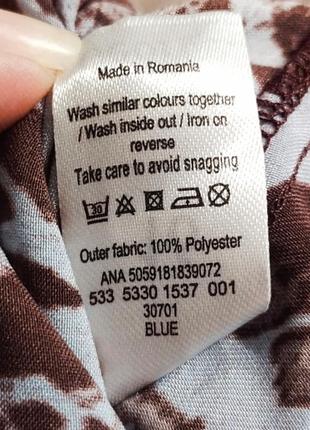 Made in Romania
Wash similar colours together
/ Wash inside out / Iron on
reverse
Take care to avoid snagging
30
Outer fabric: 100% Polyester
ANA 5059181839072
533 5330 1537 001
30701
BLUE